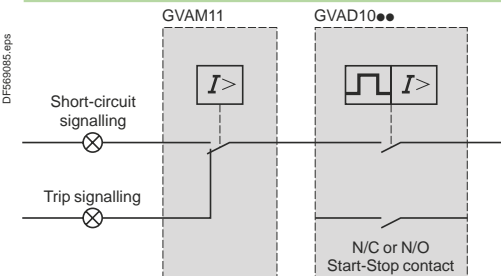 GVAM11
GVAD10●●
DF569085.eps
I>
I>
Short-circuit
signalling
Trip signalling
N/C or N/O
Start-Stop contact